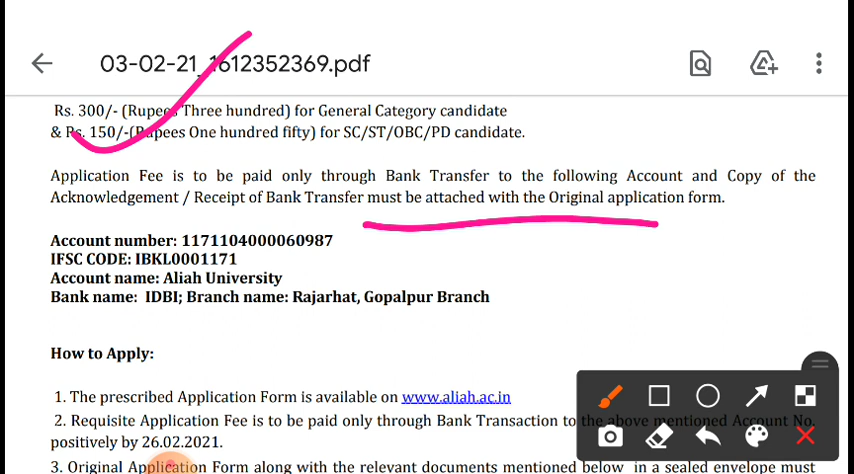 03-02-21_1612352369.pdf
Rs. 300/- (Rupees Three hundred) for General Category candidate
& Rs. 150/-(Rupees One hundred fifty) for SC/ST/OBC/PD candidate.
Application Fee is to be paid only through Bank Transfer to the following Account and Copy of the
Acknowledgement / Receipt of Bank Transfer must be attached with the Original application form.
Account number: 1171104000060987
IFSC CODE: IBKL0001171
Account name: Aliah University
Bank name: IDBI; Branch name: Rajarhat, Gopalpur Branch
How to Apply:
1. The prescribed Application Form is available on www.aliah.ac.in
2. Requisite Application Fee is to be paid only through Bank Transaction to the above mentioned Account No.
positively by 26.02.2021.
3. Original Application Form along with the relevant documents mentioned below in a sealed envelope must